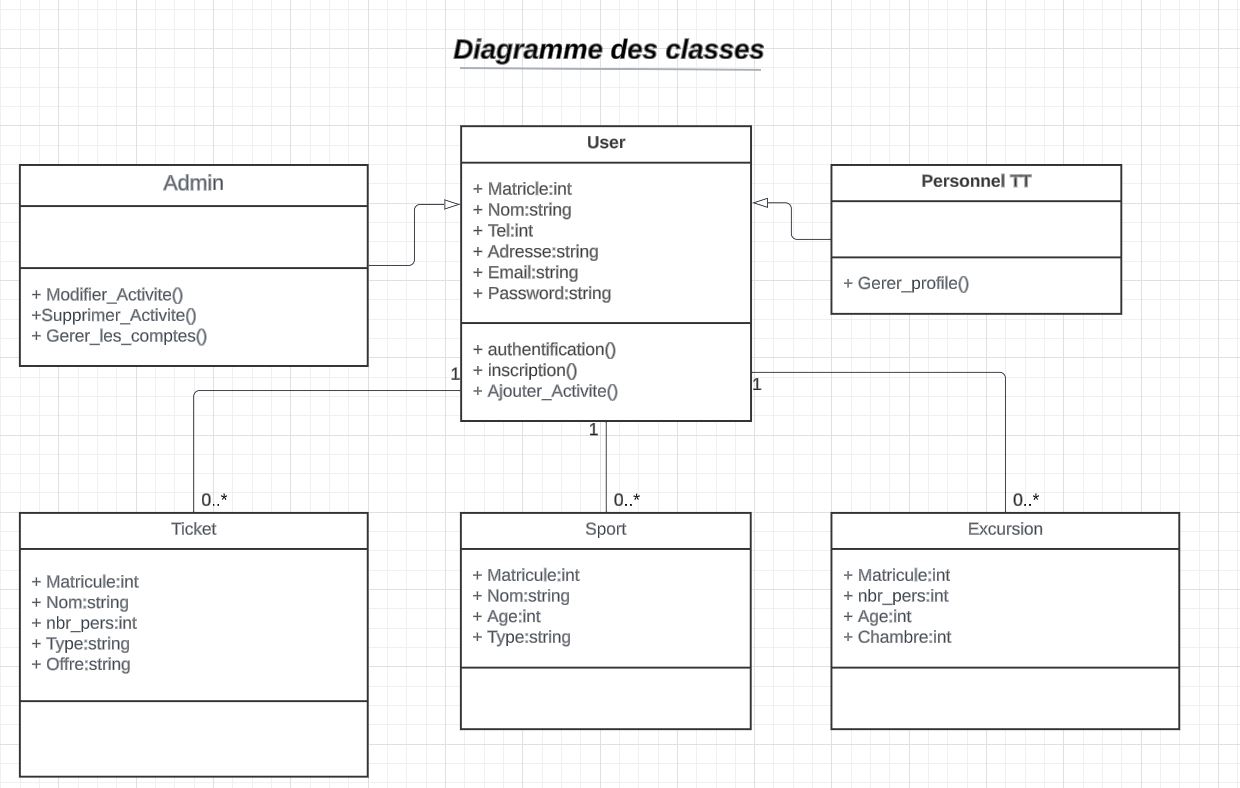 Diagramme des classes
Admin
+ Modifier_Activite()
+Supprimer_Activite()
+ Gerer_les_comptes()
User
+ Matricle:int
+ Nom:string
+ Tel:int
+ Adresse:string
+ Email:string
+ Password:string
+ authentification()
+ inscription()
+ Ajouter_Activite()
Personnel TT
+ Gerer_profile()
1
1
1
0..*
0..*
0..*
Ticket
+ Matricule:int
+ Nom:string
+ nbr_pers:int
+ Type:string
+ Offre:string
Sport
+ Matricule:int
+ Nom:string
+ Age:int
+ Type:string
Excursion
+ Matricule:int
+ nbr_pers:int
+ Age:int
+ Chambre:int